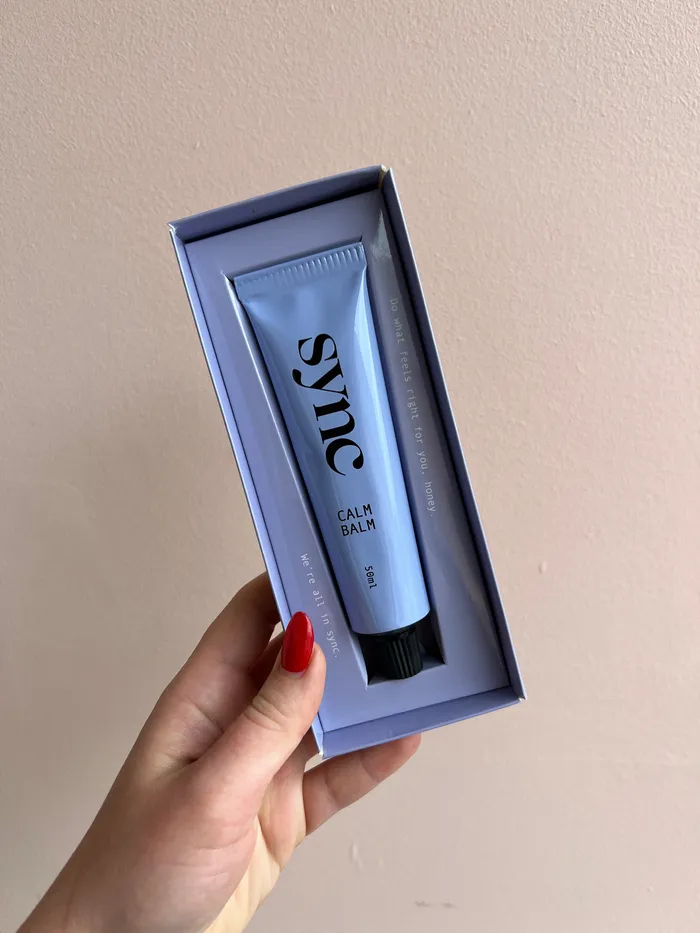 sync
CALM
BALM
50ml
Do what feels right for you, honey.
We're all in sync.